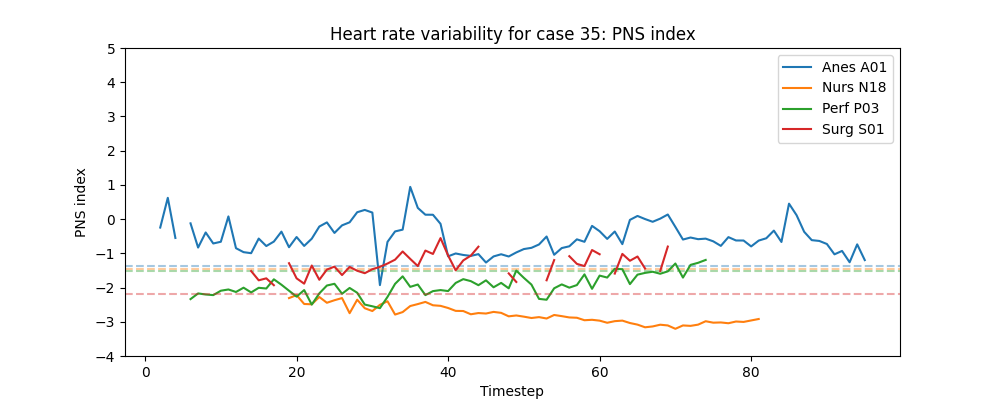 Heart rate variability for case 35: PNS index
5
4
3
2
1
0
−1
−2
−3
−4
PNS index
0
20
40
60
80
Timestep
Anes A01
Nurs N18
Perf P03
Surg S01